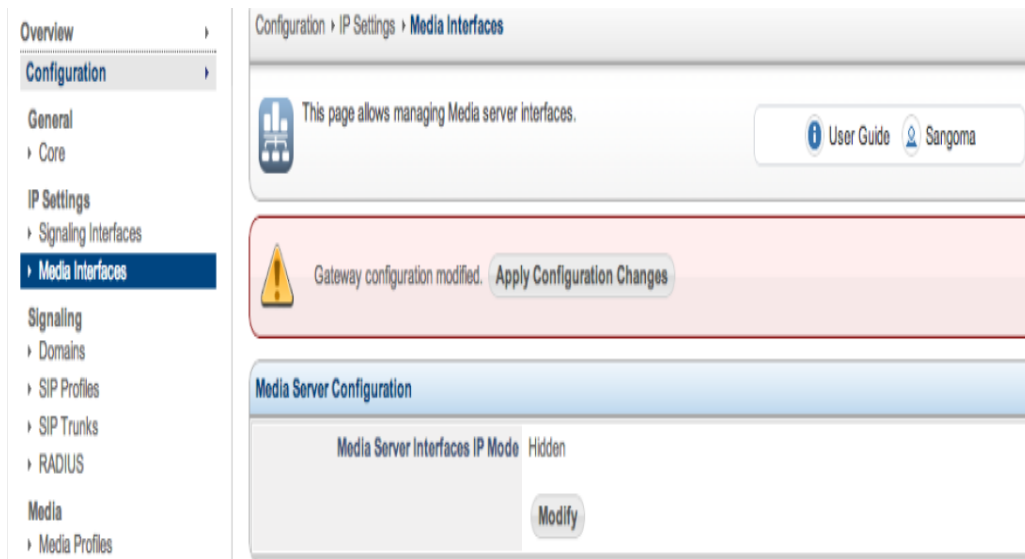 Overview
Configuration
General
Core
IP Settings
Signaling Interfaces
Media Interfaces
Signaling
Domains
SIP Profiles
SIP Trunks
RADIUS
Media
Media Profiles
Configuration › IP Settings › Media Interfaces
This page allows managing Media server interfaces.
User Guide Sangoma
Gateway configuration modified. Apply Configuration Changes
Media Server Configuration
Media Server Interfaces IP Mode Hidden
Modify